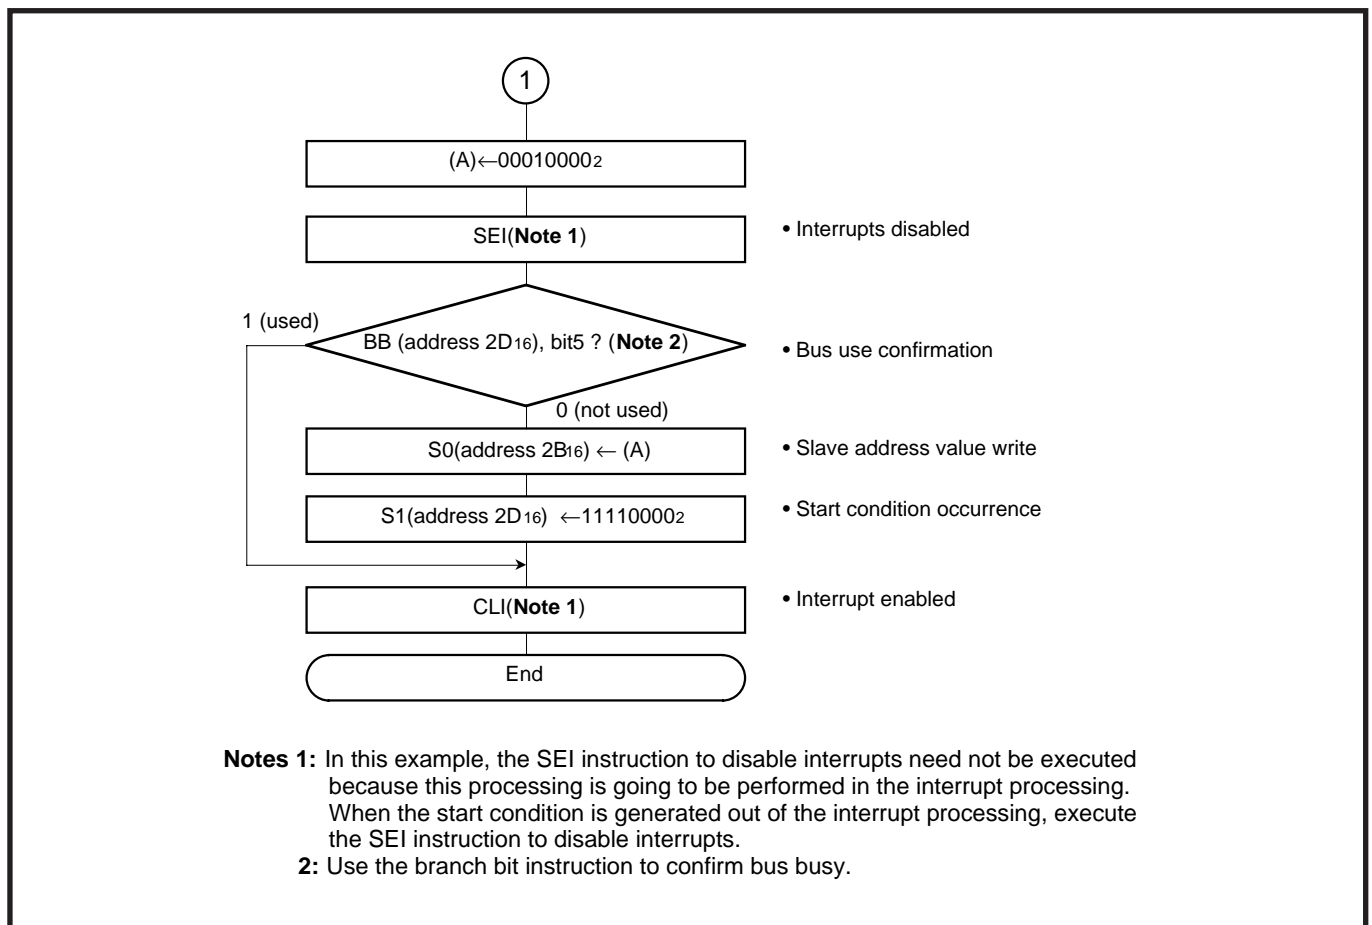 1
(A)←00010000₂
SEI(Note 1)
• Interrupts disabled
1 (used)
BB (address 2D₁₆), bit5 ? (Note 2)
• Bus use confirmation
0 (not used)
S0(address 2B₁₆) ← (A)
• Slave address value write
S1(address 2D₁₆) ←11110000₂
• Start condition occurrence
CLI(Note 1)
• Interrupt enabled
End
Notes 1: In this example, the SEI instruction to disable interrupts need not be executed
because this processing is going to be performed in the interrupt processing.
When the start condition is generated out of the interrupt processing, execute
the SEI instruction to disable interrupts.
2: Use the branch bit instruction to confirm bus busy.